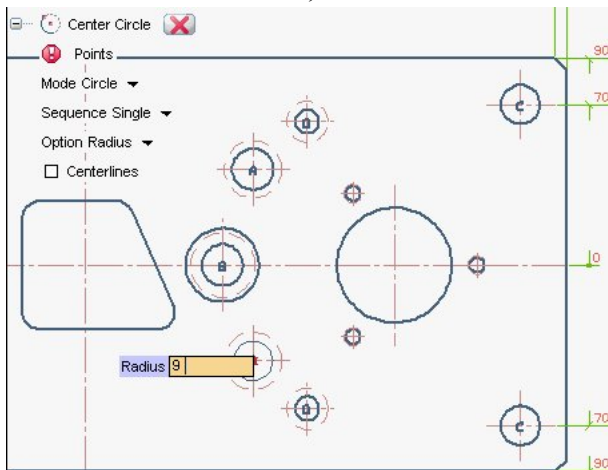 Center Circle
90
Points
Mode Circle
70
Sequence Single
D
C
Option Radius
A
Centerlines
B
0
Radius 9
D
C
70
90